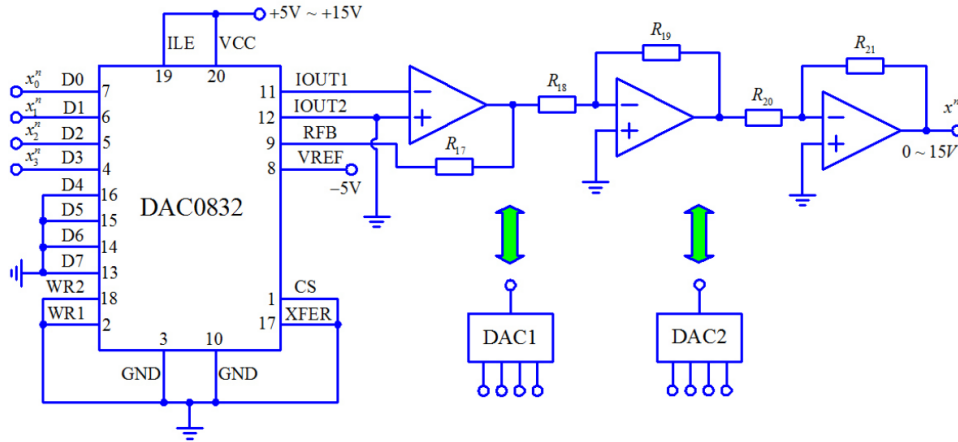 +5V ~ +15V
ILE
VCC
19
20
x₀ⁿ
D0
7
x₁ⁿ
D1
6
x₂ⁿ
D2
5
x₃ⁿ
D3
4
D4
16
D5
15
D6
14
D7
13
WR2
18
WR1
2
DAC0832
11
IOUT1
12
IOUT2
9
RFB
8
VREF
−5V
1
CS
17
XFER
3
10
GND
GND
R₁₇
R₁₈
R₁₉
R₂₀
R₂₁
xⁿ
0 ~ 15V
DAC1
DAC2